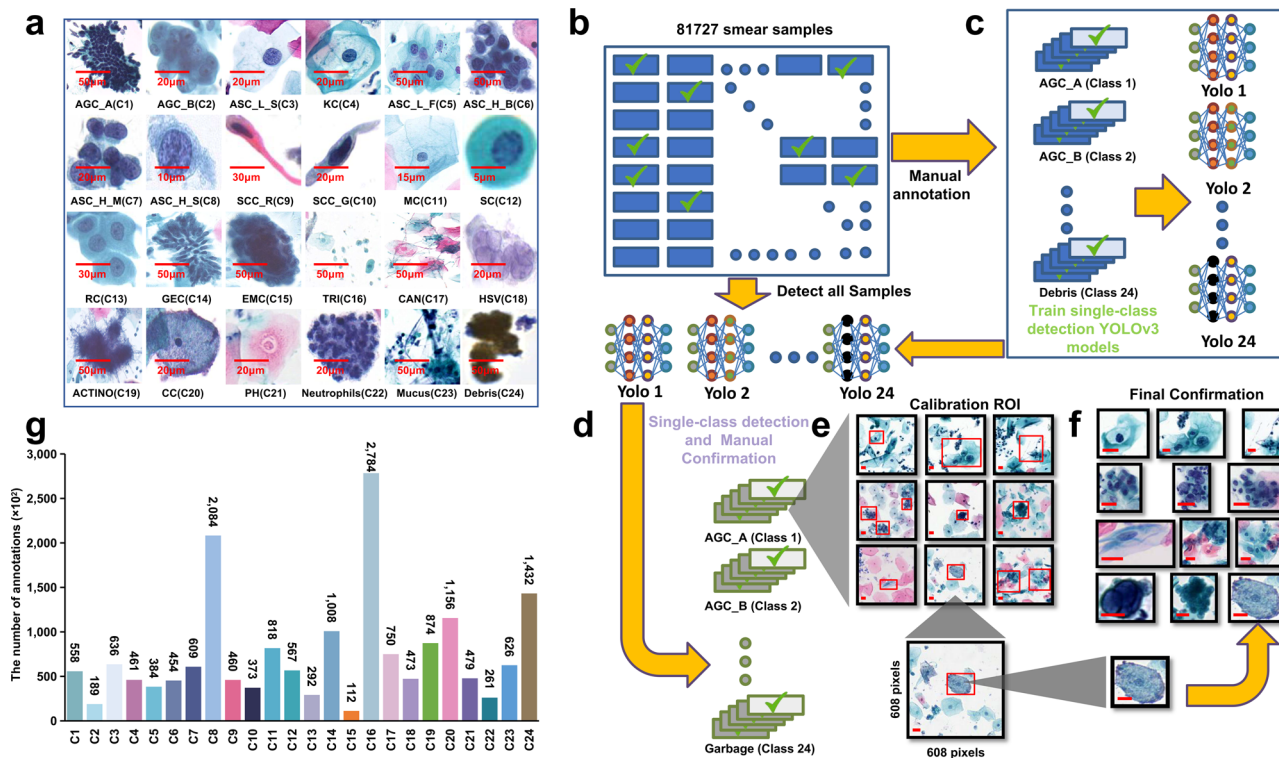 a
50μm
20μm
20μm
20μm
20μm
50μm
AGC_A(C1)
AGC_B(C2)
ASC_L_S(C3)
KC(C4)
ASC_L_F(C5)
ASC_H_B(C6)
20μm
10μm
30μm
20μm
15μm
5μm
ASC_H_M(C7)
ASC_H_S(C8)
SCC_R(C9)
SCC_G(C10)
MC(C11)
SC(C12)
30μm
50μm
50μm
50μm
50μm
20μm
RC(C13)
GEC(C14)
EMC(C15)
TRI(C16)
CAN(C17)
HSV(C18)
50μm
20μm
20μm
50μm
50μm
50μm
ACTINO(C19)
CC(C20)
PH(C21)
Neutrophils(C22)
Mucus(C23)
Debris(C24)
b
81727 smear samples
Manual
annotation
Detect all Samples
Yolo 1
Yolo 2
Yolo 24
c
AGC_A (Class 1)
Yolo 1
AGC_B (Class 2)
Yolo 2
Debris (Class 24)
Train single-class
detection YOLOv3
models
Yolo 24
d
Single-class detection
and Manual
Confirmation
AGC_A (Class 1)
AGC_B (Class 2)
Garbage (Class 24)
e
Calibration ROI
608 pixels
608 pixels
f
Final Confirmation
g
The number of annotations (×10²)
3,000
2,500
2,000
1,500
1,000
500
0
558
189
636
461
384
454
609
2,084
460
373
818
567
292
1,008
112
2,784
750
473
874
1,156
479
261
626
1,432
C1
C2
C3
C4
C5
C6
C7
C8
C9
C10
C11
C12
C13
C14
C15
C16
C17
C18
C19
C20
C21
C22
C23
C24